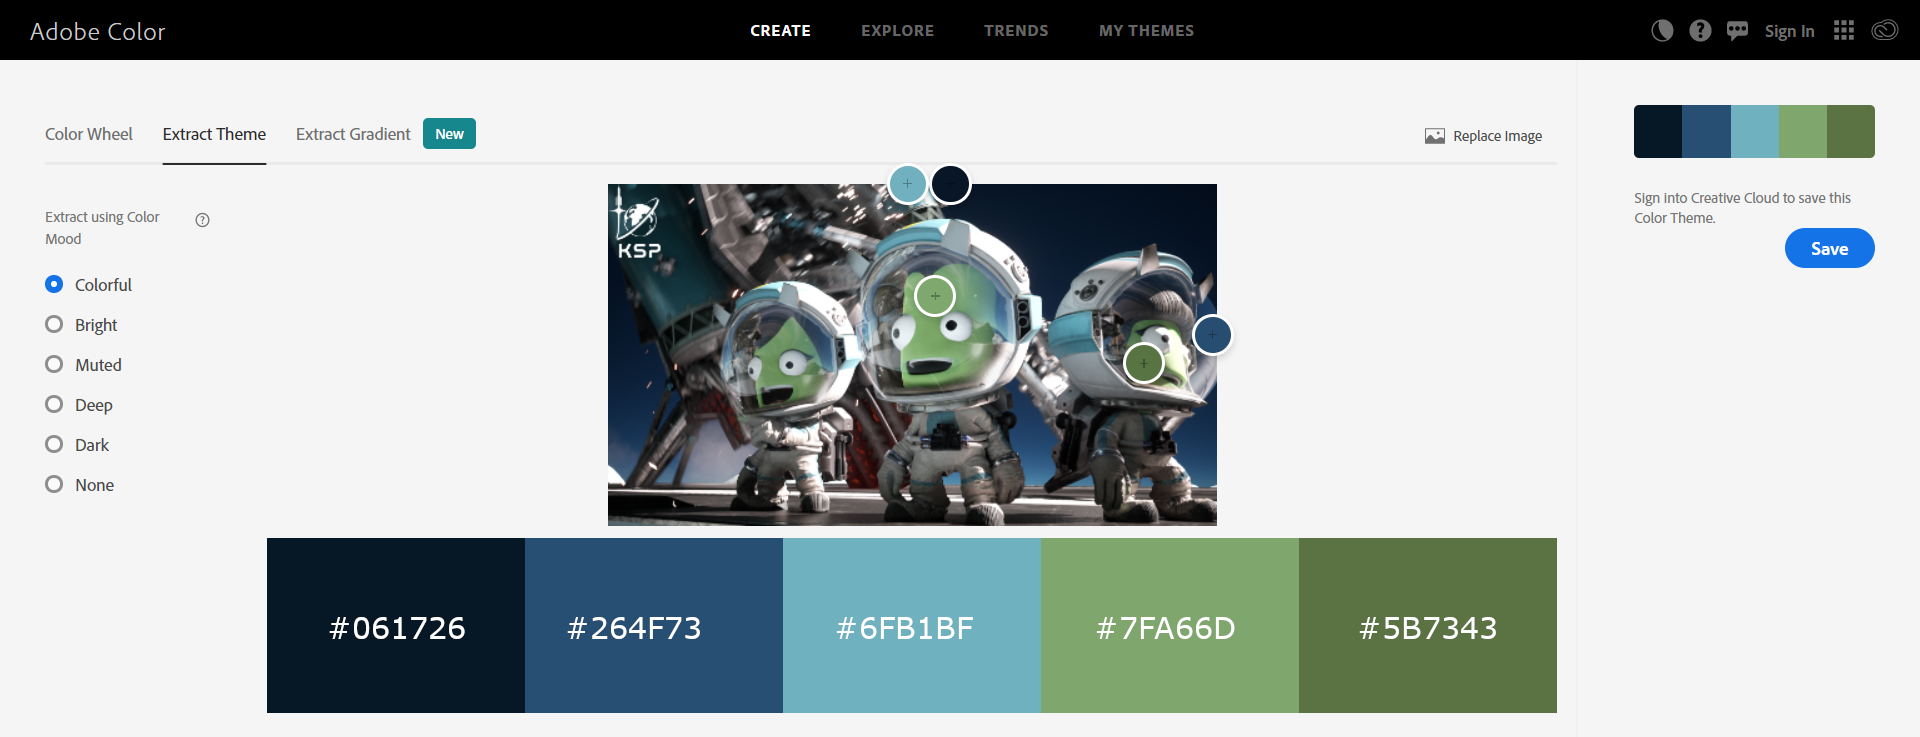 Adobe Color
CREATE
EXPLORE
TRENDS
MY THEMES
Sign In
Color Wheel
Extract Theme
Extract Gradient
New
Replace Image
Extract using Color
Mood
Colorful
Bright
Muted
Deep
Dark
None
KSP
#061726
#264F73
#6FB1BF
#7FA66D
#5B7343
Sign into Creative Cloud to save this
Color Theme.
Save